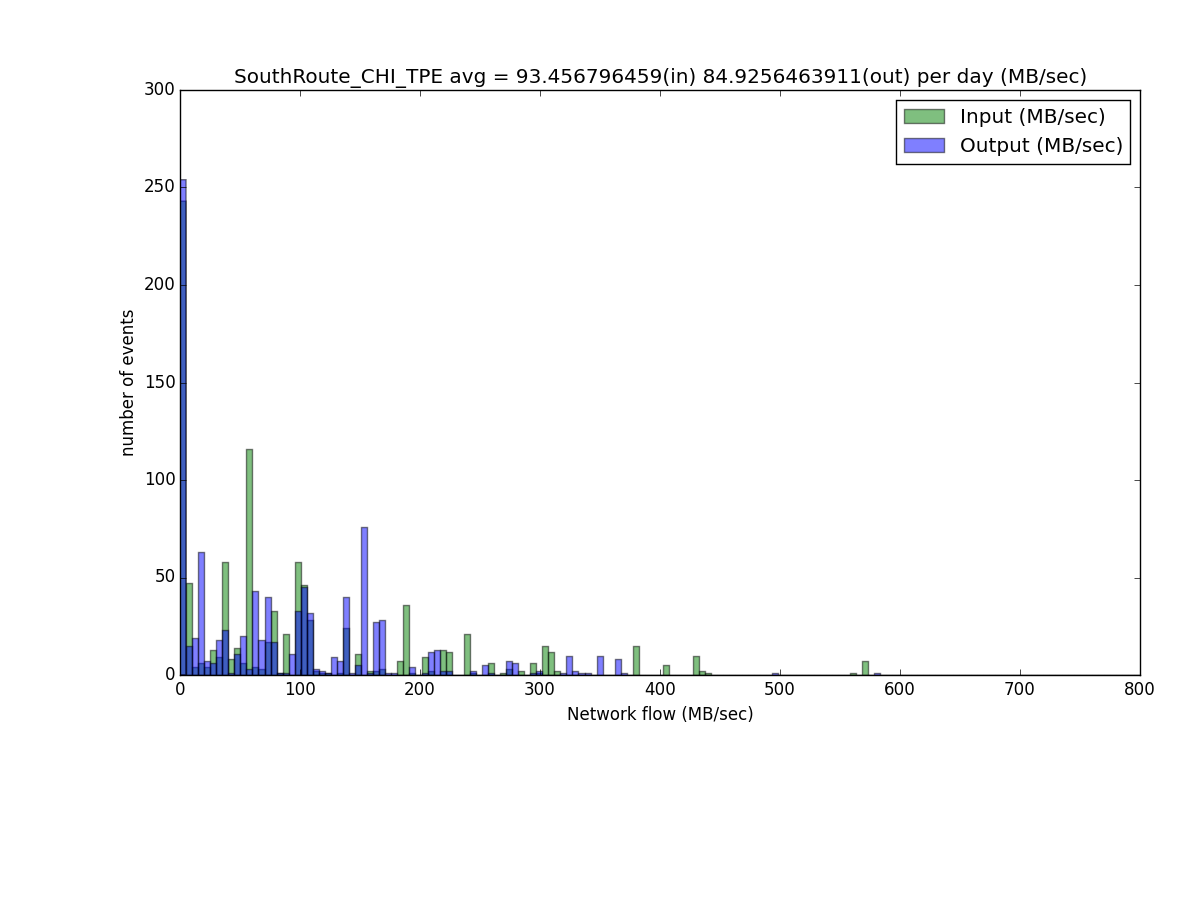 SouthRoute_CHI_TPE avg = 93.456796459(in) 84.9256463911(out) per day (MB/sec)
300
Input (MB/sec)
Output (MB/sec)
250
200
number of events
150
100
50
0
0 100 200 300 400 500 600 700 800
Network flow (MB/sec)